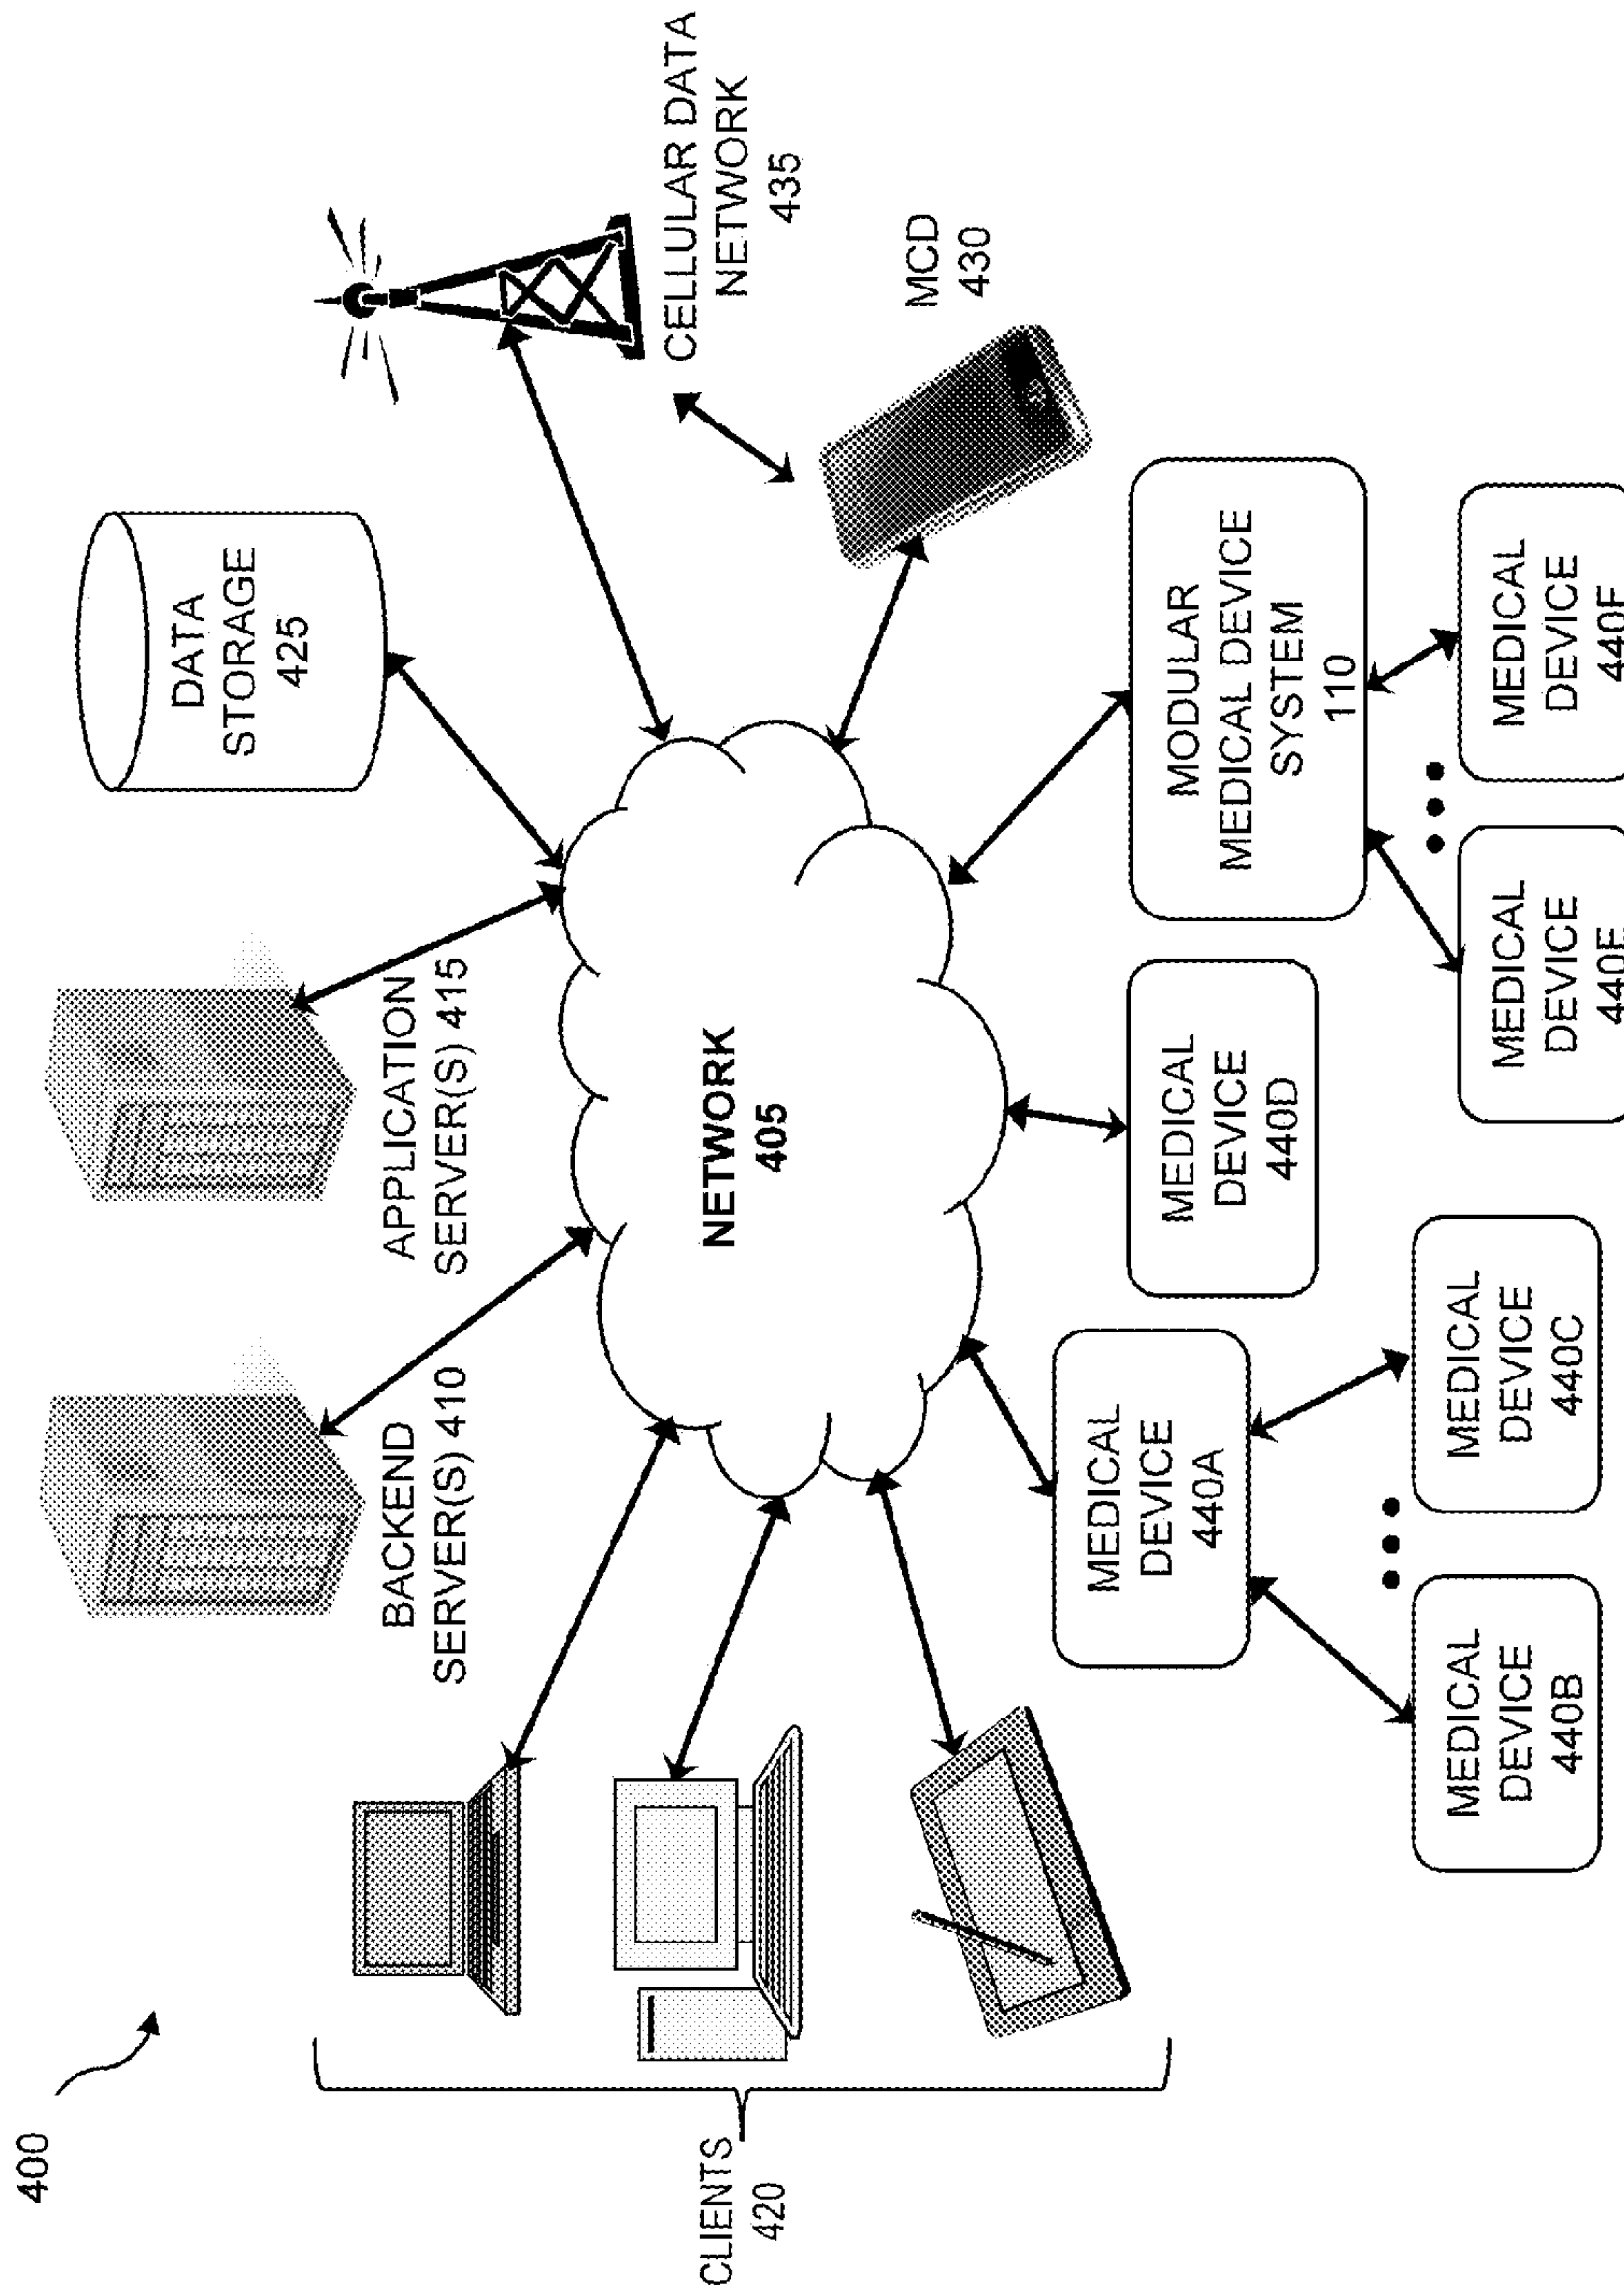 400
BACKEND
SERVER(S) 410
APPLICATION
SERVER(S) 415
DATA
STORAGE
425
CELLULAR DATA
NETWORK
435
MCD
430
NETWORK
405
CLIENTS
420
MEDICAL
DEVICE
440A
MEDICAL
DEVICE
440D
MODULAR
MEDICAL DEVICE
SYSTEM
110
MEDICAL
DEVICE
440B
MEDICAL
DEVICE
440C
MEDICAL
DEVICE
440E
MEDICAL
DEVICE
440F